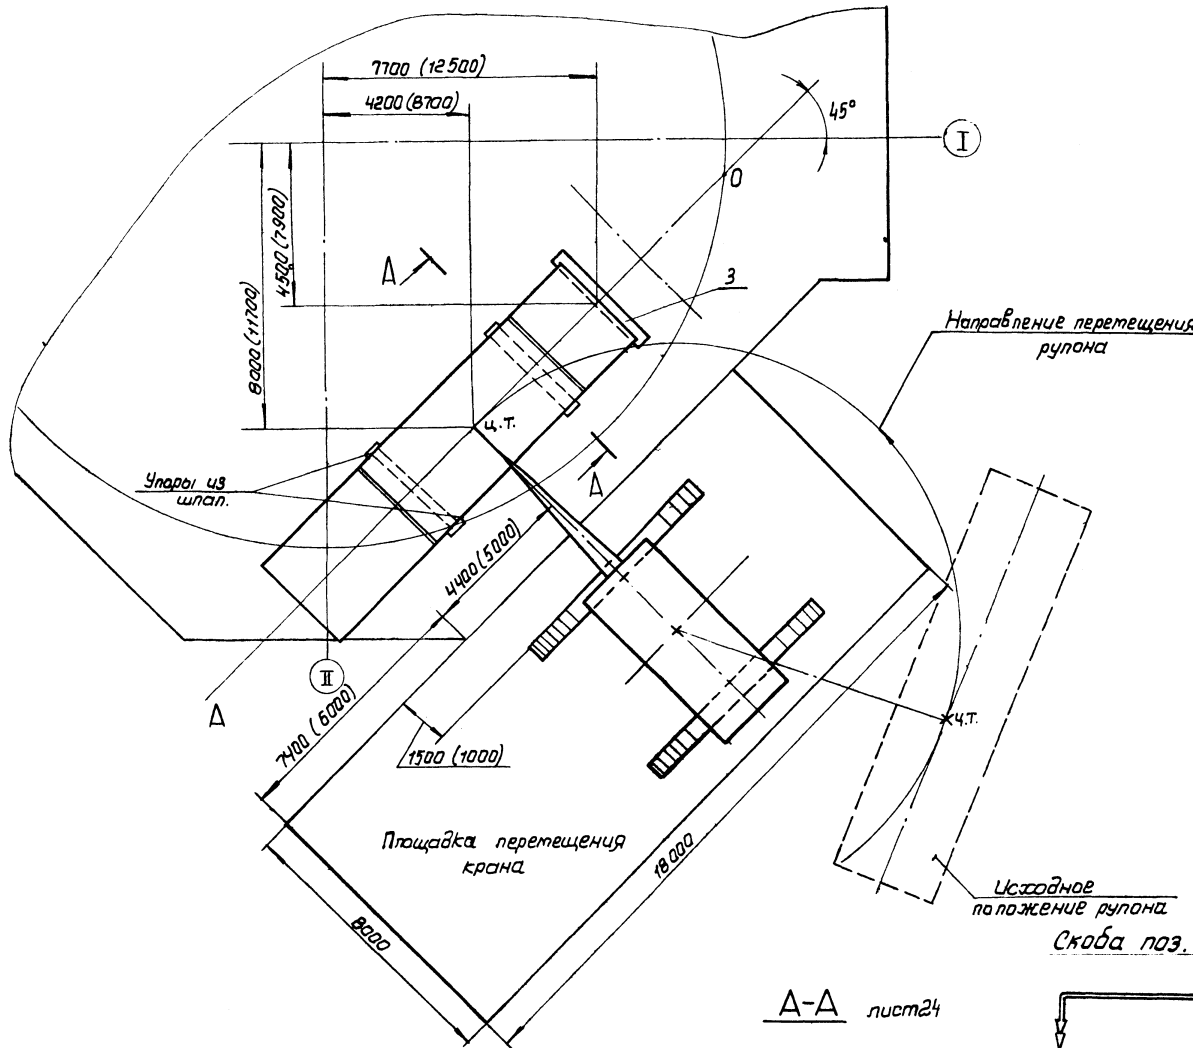 7700 (12500)
4200 (8700)
45°
I
O
4500 (7900)
8000 (11700)
А
3
Направление перемещения
рулона
ц.т.
Упоры из
шпал.
А
4400 (5000)
II
А
7400 (6000)
1500 (1000)
ц.т.
Площадка перемещения
крана
18000
8000
Исходное
положение рулона
Скоба поз.
А-А лист24